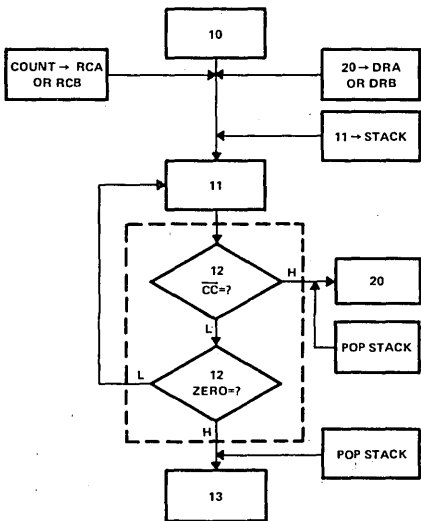 10
COUNT → RCA
OR RCB
20 → DRA
OR DRB
11 → STACK
11
12
C̅C̅=?
H
20
L
POP STACK
12
ZERO=?
L
H
POP STACK
13